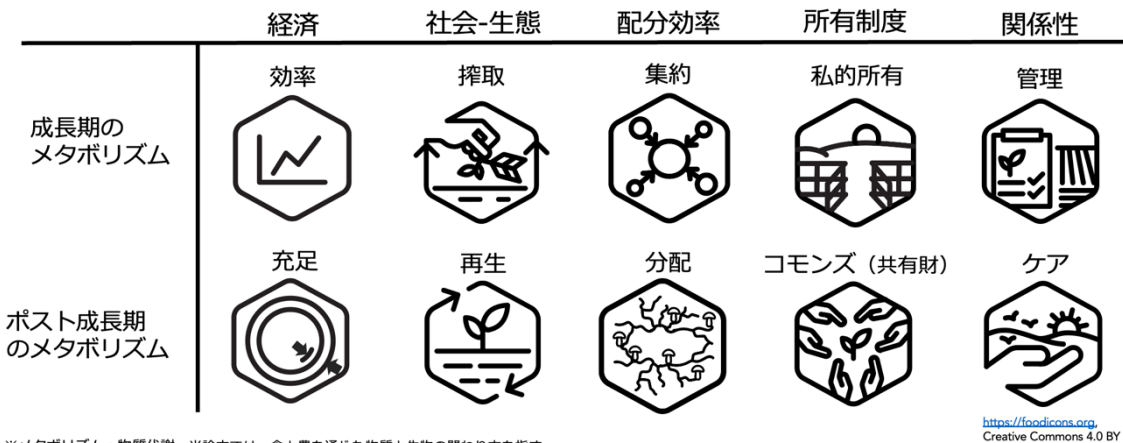 経済 社会-生態 配分効率 所有制度 関係性
効率 搾取 集約 私的所有 管理
成長期の
メタボリズム
充足 再生 分配 コモンズ（共有財） ケア
ポスト成長期
のメタボリズム
https://foodicons.org,
Creative Commons 4.0 BY